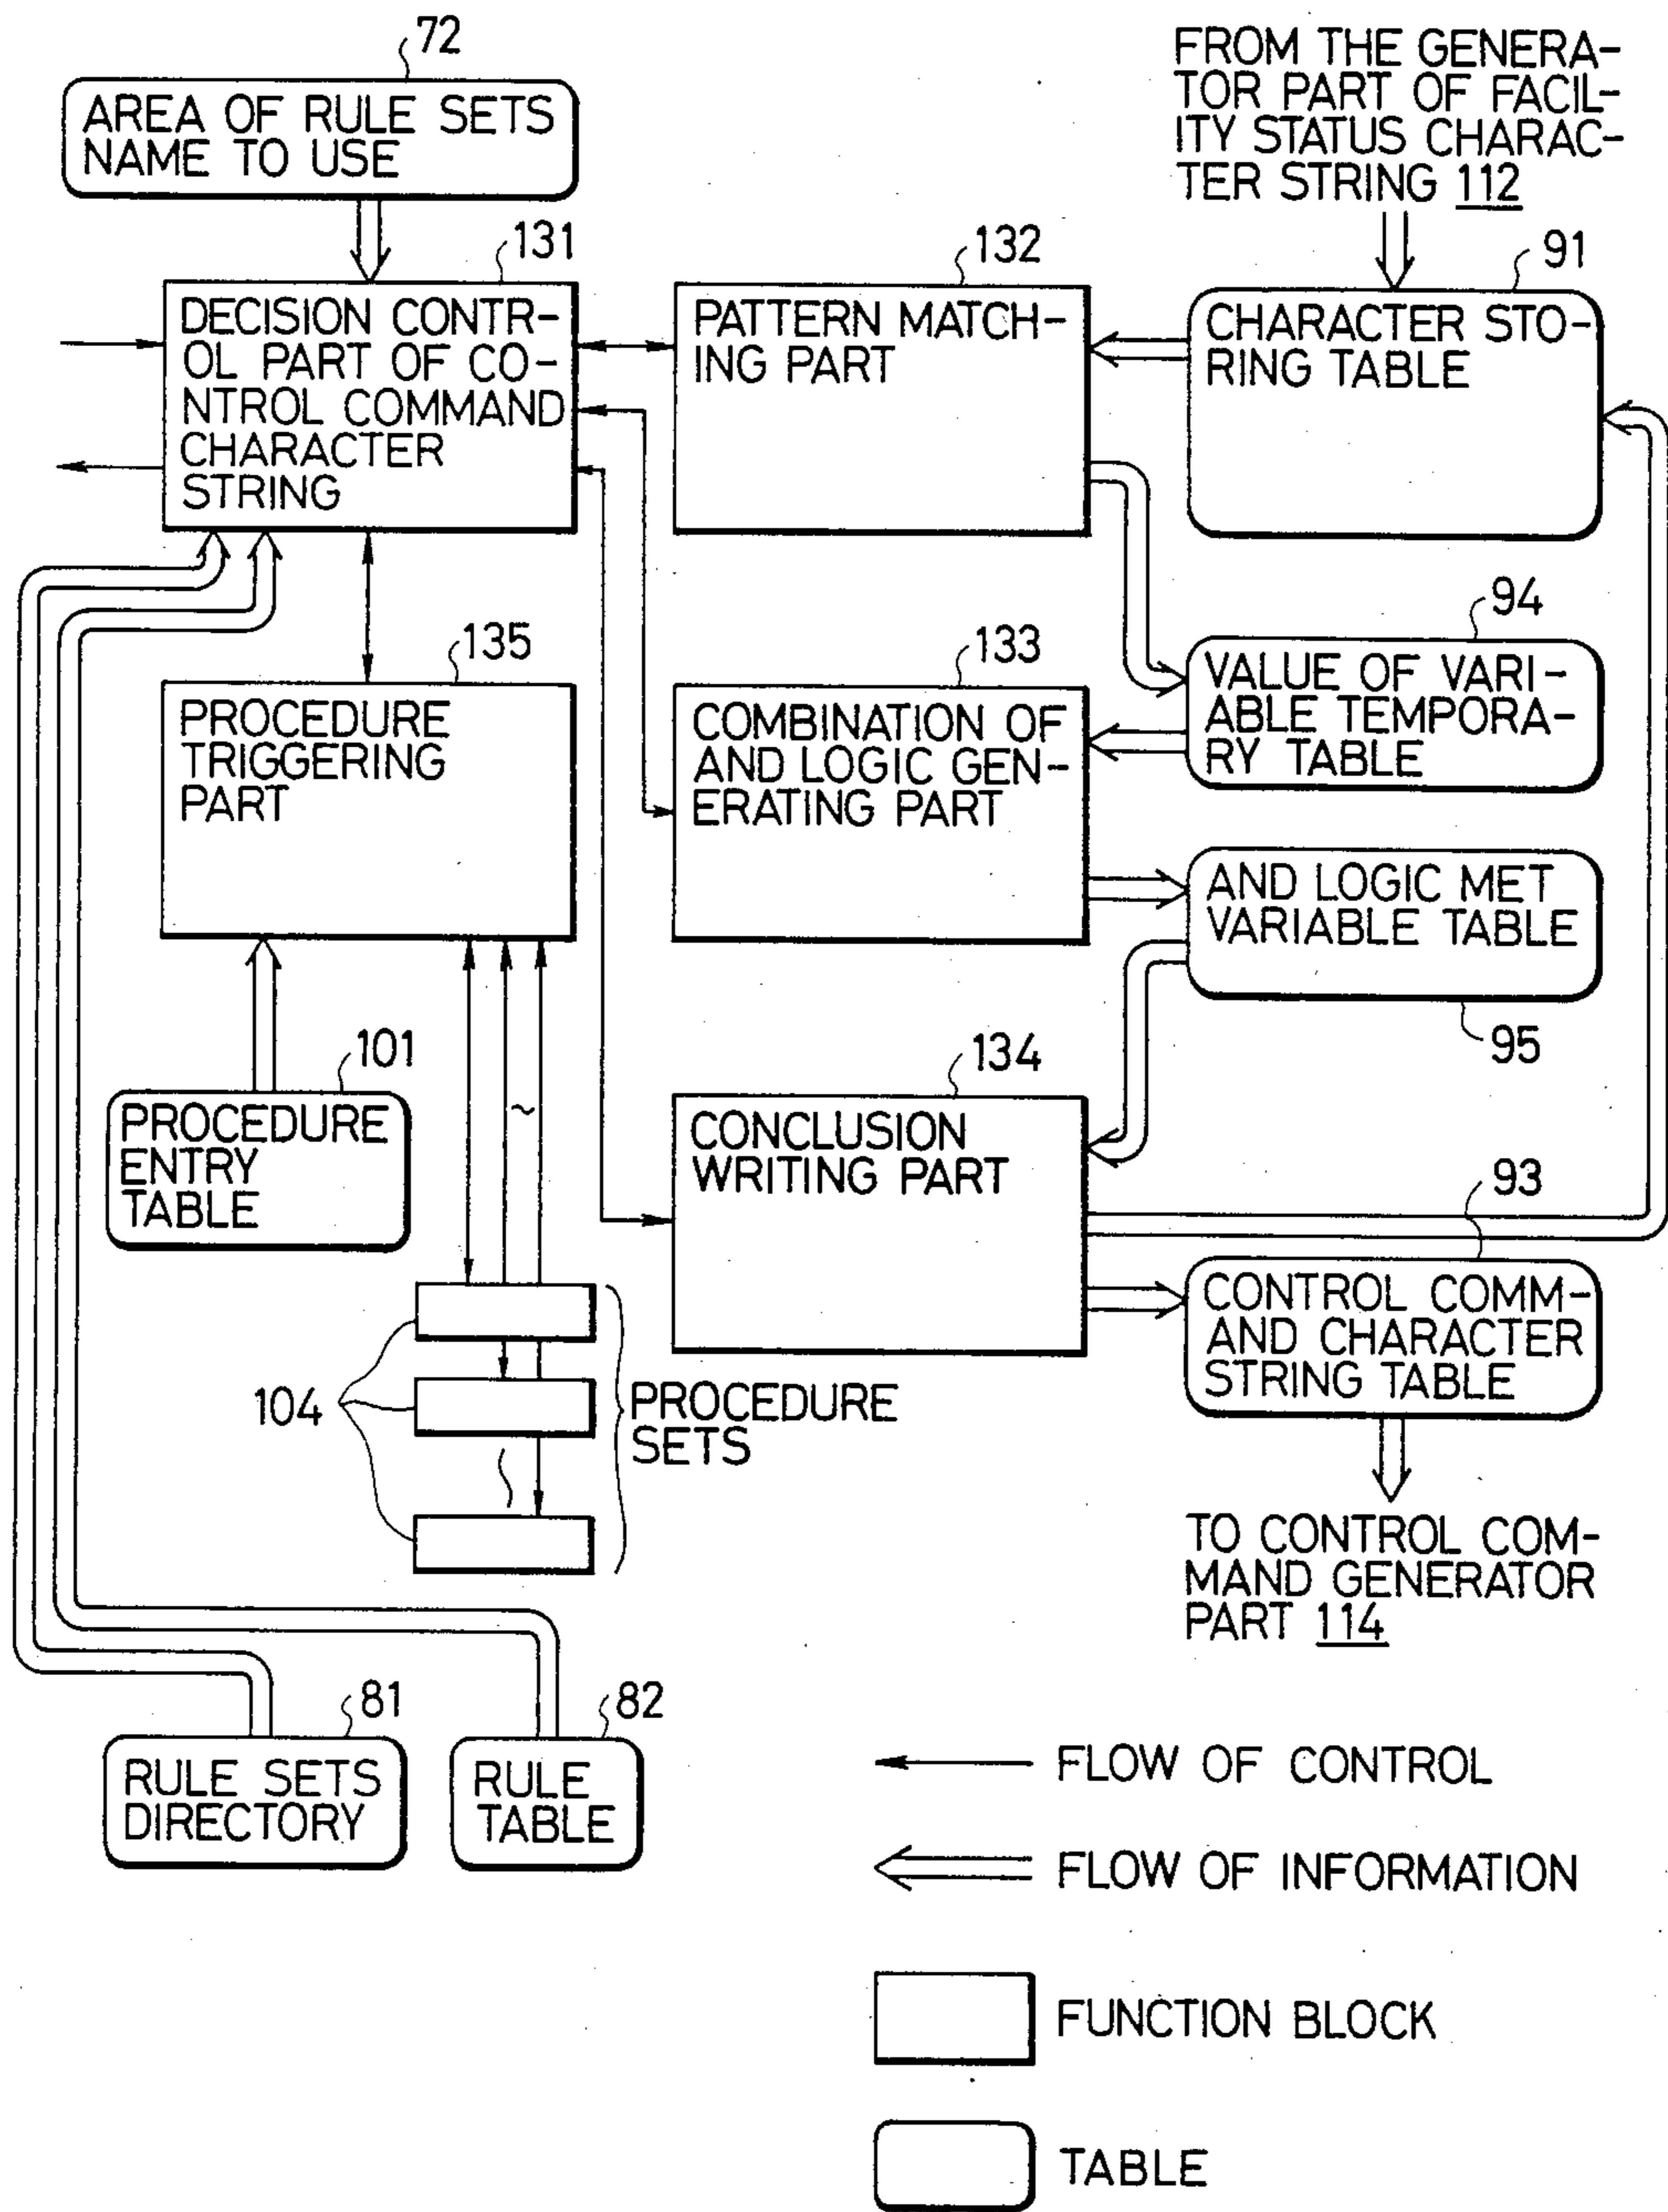 72
AREA OF RULE SETS
NAME TO USE
FROM THE GENERA-
TOR PART OF FACIL-
ITY STATUS CHARAC-
TER STRING 112
131
DECISION CONTR-
OL PART OF CO-
NTROL COMMAND
CHARACTER
STRING
132
PATTERN MATCH-
ING PART
91
CHARACTER STO-
RING TABLE
135
PROCEDURE
TRIGGERING
PART
133
COMBINATION OF
AND LOGIC GEN-
ERATING PART
94
VALUE OF VARI-
ABLE TEMPORA-
RY TABLE
AND LOGIC MET
VARIABLE TABLE
95
101
PROCEDURE
ENTRY
TABLE
134
CONCLUSION
WRITING PART
93
CONTROL COMM-
AND CHARACTER
STRING TABLE
104
PROCEDURE
SETS
TO CONTROL COM-
MAND GENERATOR
PART 114
81
RULE SETS
DIRECTORY
82
RULE
TABLE
FLOW OF CONTROL
FLOW OF INFORMATION
FUNCTION BLOCK
TABLE